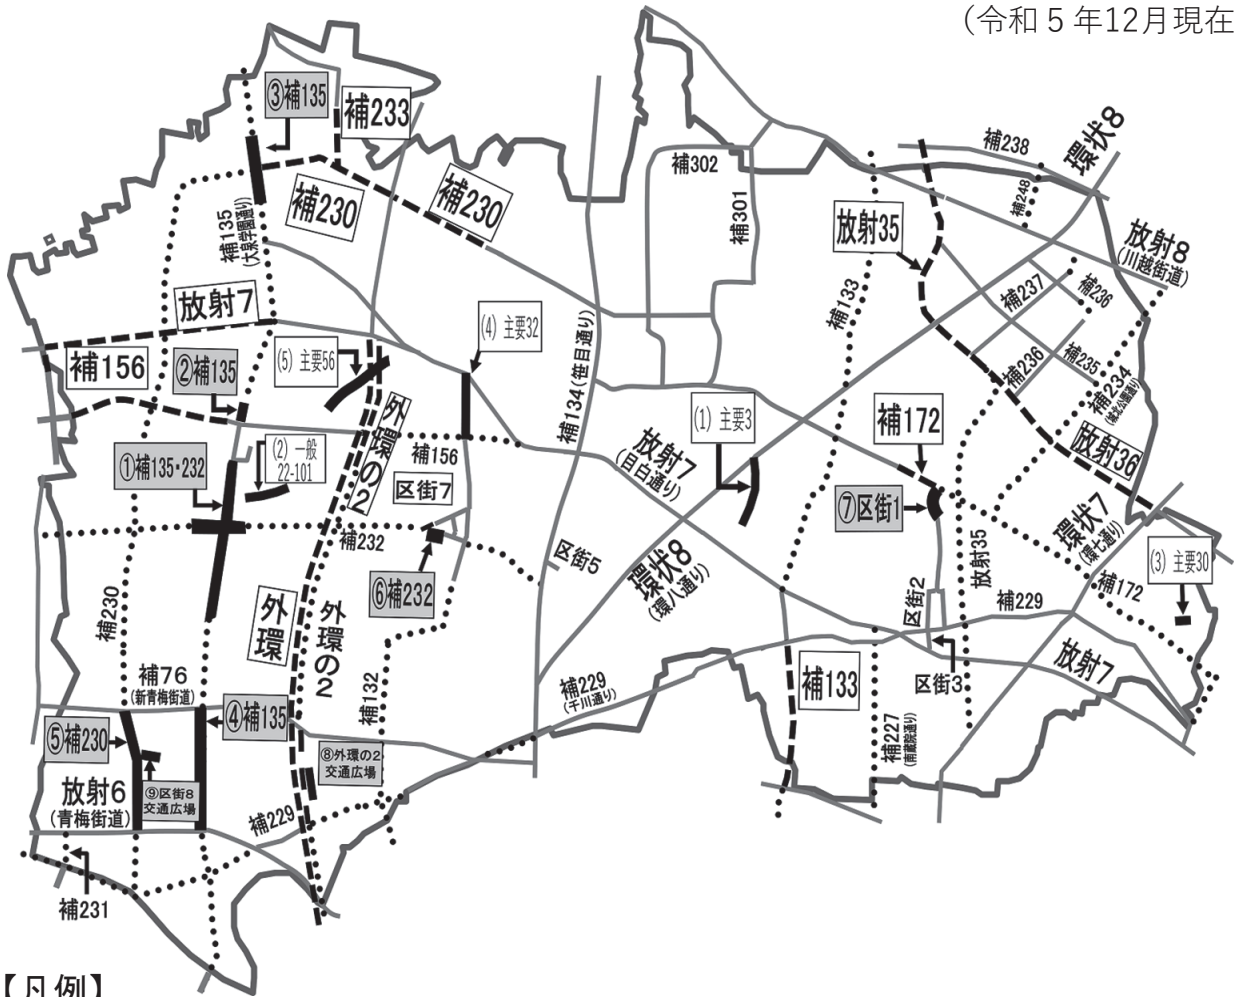 (令和５年12月現在
③補135
補233
補230
補230
補135
(大泉学園通り)
放射7
補156
②補135
(5) 主要56
(4) 主要32
外環の2
①補135・232
(2) 一般
22-101
補156
区街7
補232
⑥補232
補230
外環
外環の2
補132
補76
(新青梅街道)
④補135
⑤補230
⑨区街8
交通広場
⑧外環の2
交通広場
放射6
(青梅街道)
補229
補231
補134(笹目通り)
区街5
補229
(千川通り)
補302
補301
放射35
補133
補238
補248
環状8
放射8
(川越街道)
補237
補236
補236
補235
補234
(城北公園通り)
放射36
(1) 主要3
放射7
(目白通り)
環状8
(環八通り)
補172
⑦区街1
放射35
環状7
(環七通り)
補172
(3) 主要30
区街2
補229
区街3
放射7
補133
補227
(南蔵院通り)
【凡例】